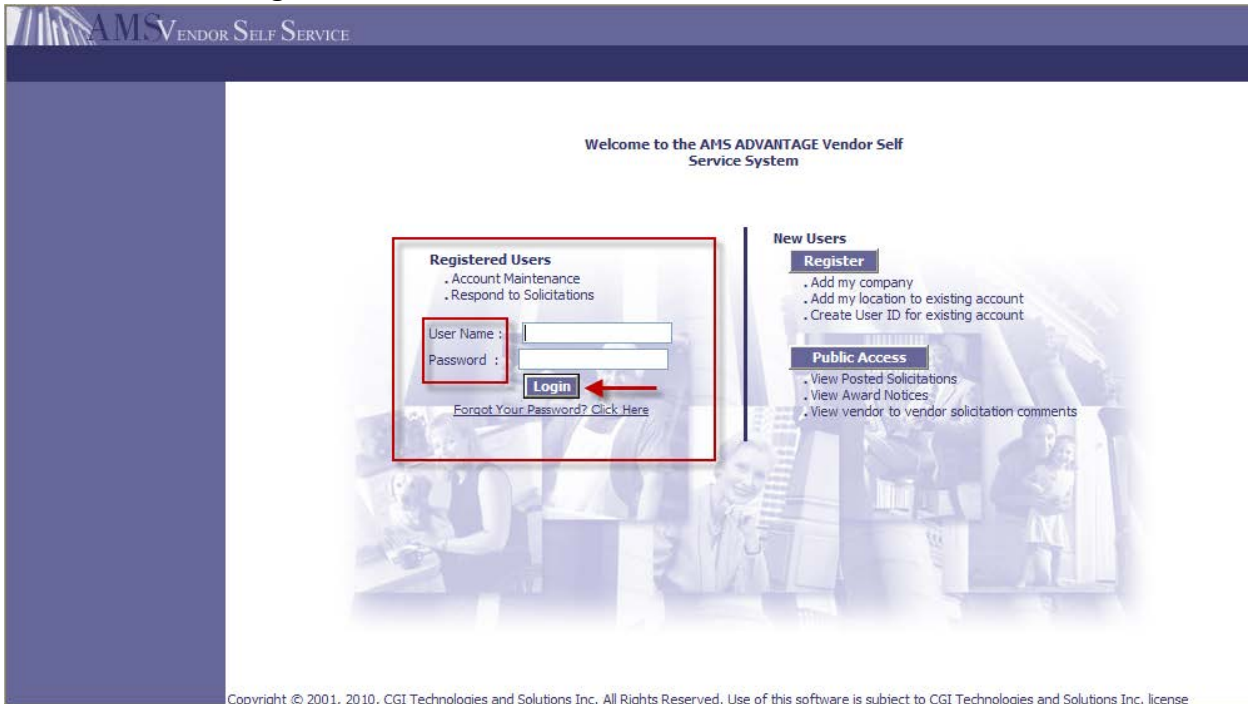 AMS VENDOR SELF SERVICE
Welcome to the AMS ADVANTAGE Vendor Self
Service System
Registered Users
. Account Maintenance
. Respond to Solicitations
User Name :
Password :
Login
Forgot Your Password? Click Here
New Users
Register
. Add my company
. Add my location to existing account
. Create User ID for existing account
Public Access
. View Posted Solicitations
. View Award Notices
. View vendor to vendor solicitation comments
Copyright © 2001, 2010, CGI Technologies and Solutions Inc. All Rights Reserved. Use of this software is subject to CGI Technologies and Solutions Inc. license